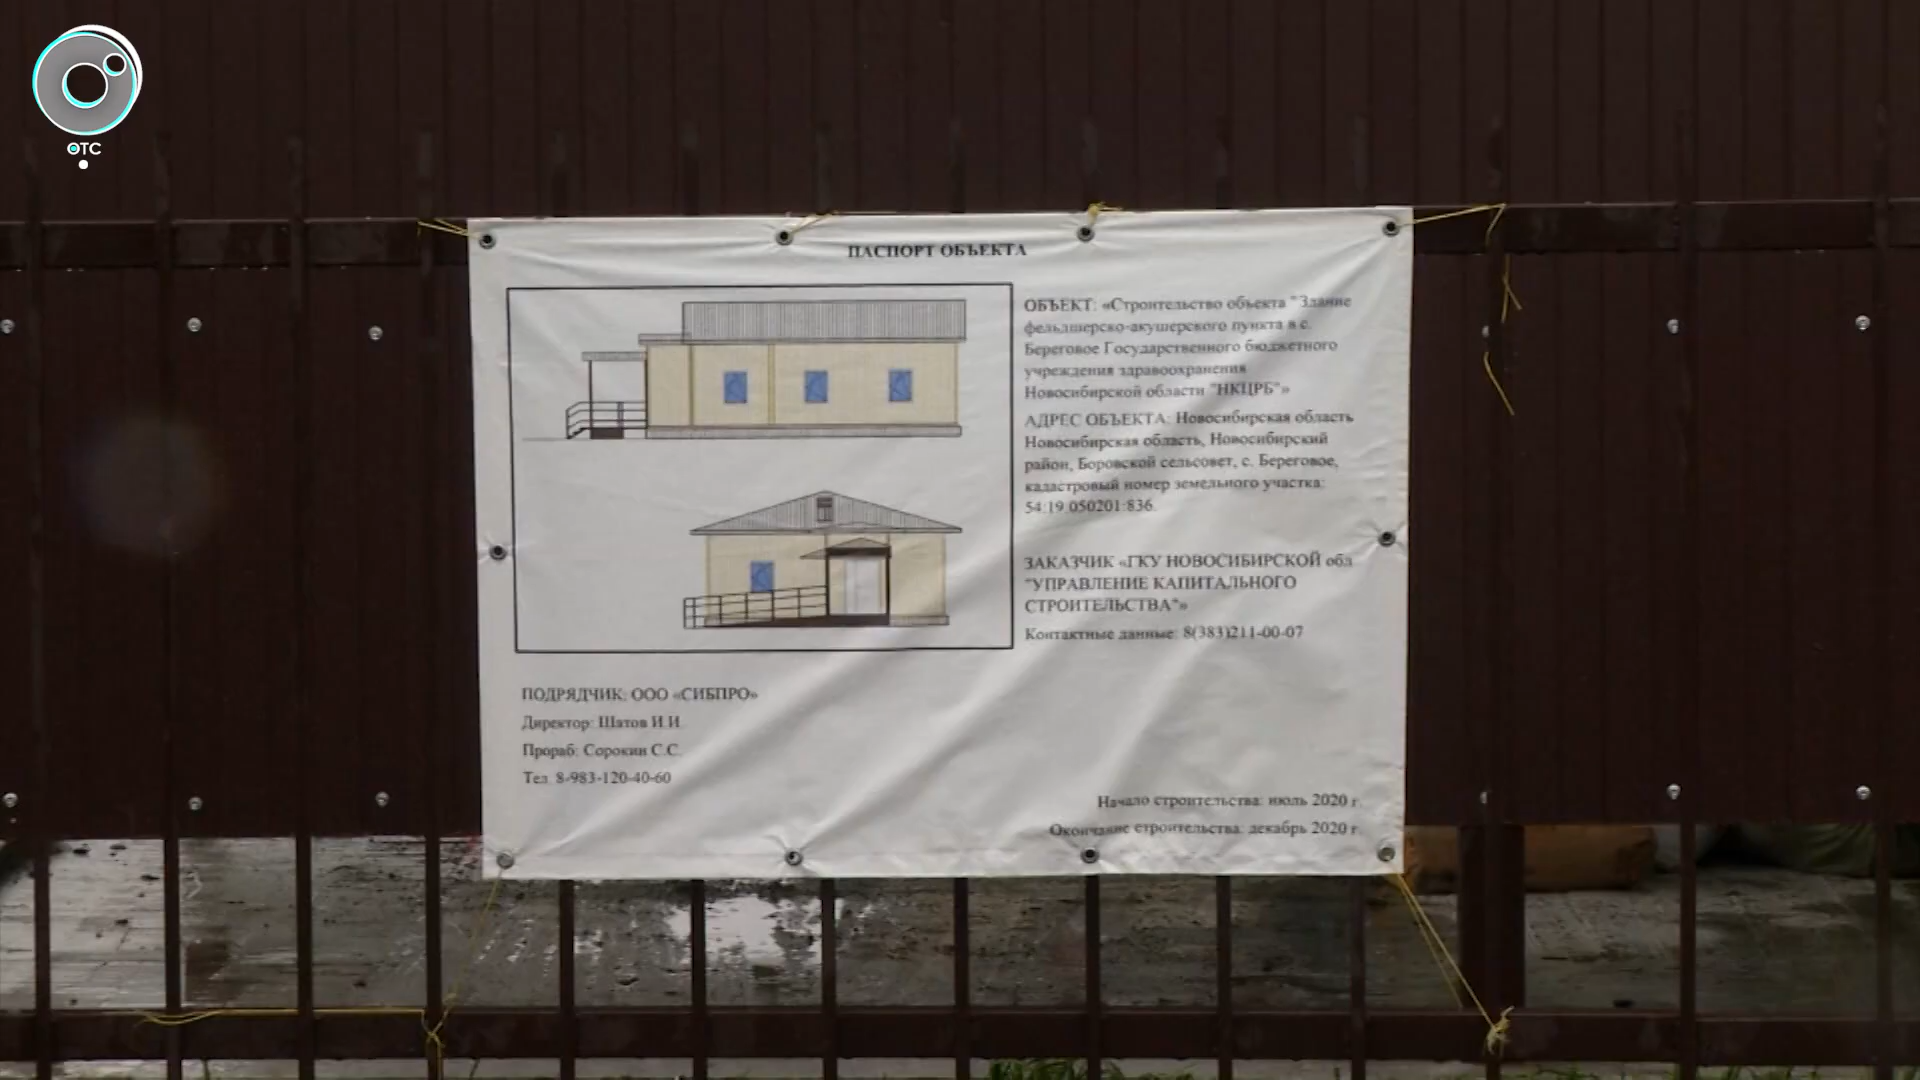 ОТС
ПАСПОРТ ОБЪЕКТА
ОБЪЕКТ: «Строительство объекта "Здание
фельдшерско-акушерского пункта в с.
Береговое Государственного бюджетного
учреждения здравоохранения
Новосибирской области "НКЦРБ"»
АДРЕС ОБЪЕКТА: Новосибирская область
Новосибирская область, Новосибирский
район, Боровской сельсовет, с. Береговое,
кадастровый номер земельного участка:
54:19:050201:836.
ЗАКАЗЧИК «ГКУ НОВОСИБИРСКОЙ обл
"УПРАВЛЕНИЕ КАПИТАЛЬНОГО
СТРОИТЕЛЬСТВА"»
Контактные данные: 8(383)211-00-07
ПОДРЯДЧИК: ООО «СИБПРО»
Директор: Шатов И.И.
Прораб: Сорокин С.С.
Тел. 8-983-120-40-60
Начало строительства: июль 2020 г.
Окончание строительства: декабрь 2020 г.